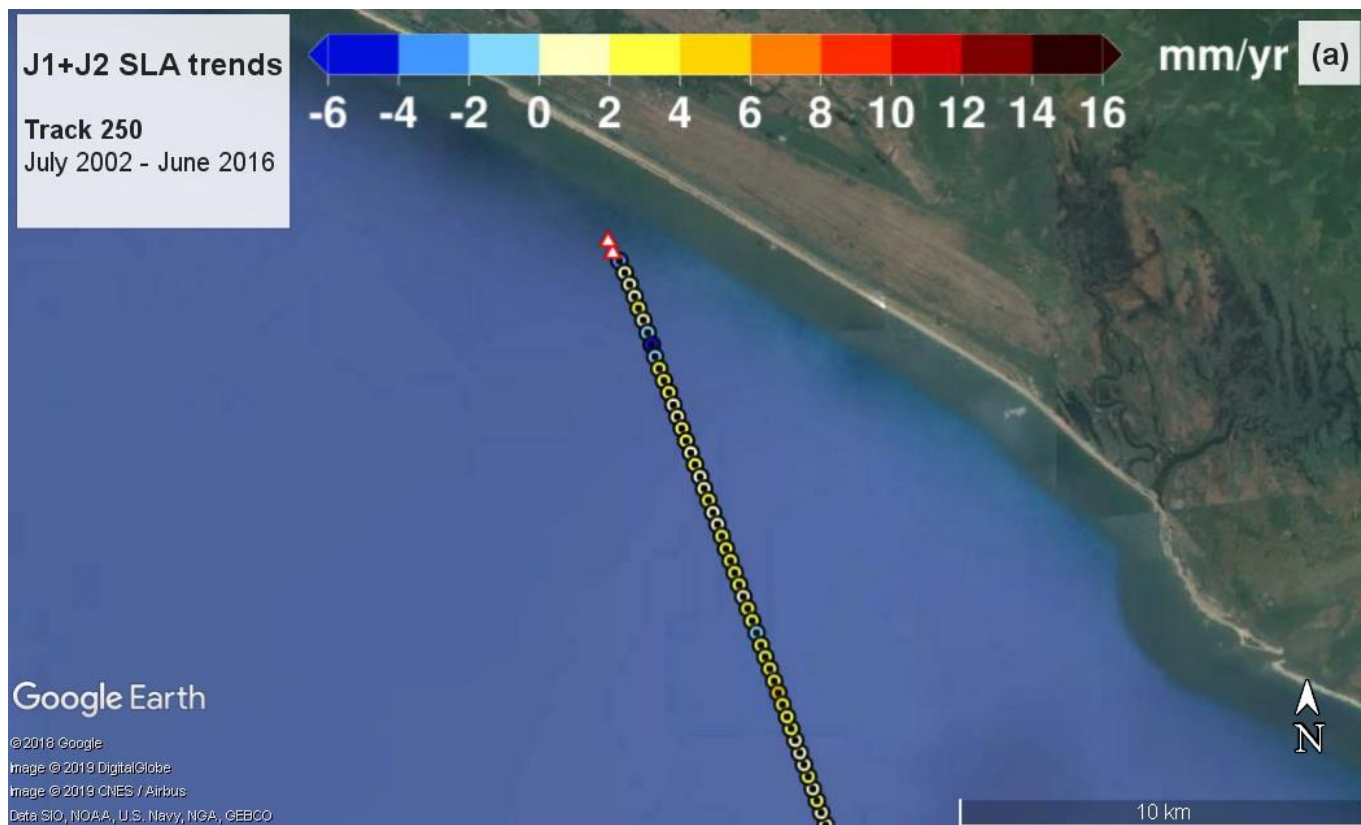 J1+J2 SLA trends
Track 250
July 2002 - June 2016
mm/yr
(a)
-6 -4 -2 0 2 4 6 8 10 12 14 16
Google Earth
N
© 2018 Google
Image © 2019 DigitalGlobe
Image © 2019 CNES / Airbus
Data SIO, NOAA, U.S. Navy, NGA, GEBCO
10 km